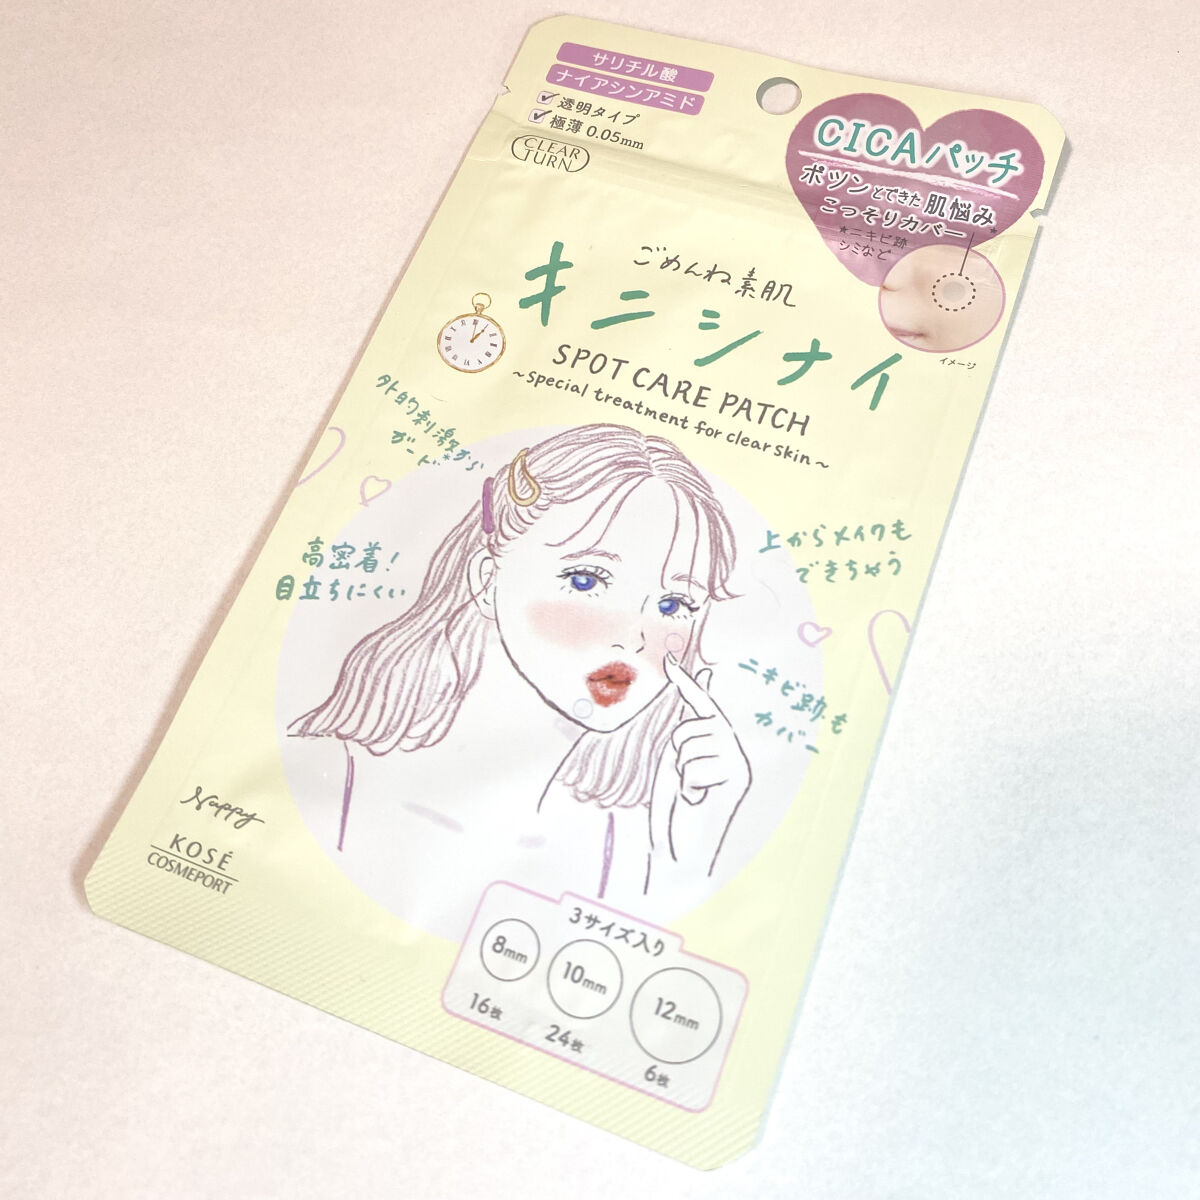 サリチル酸
ナイアシンアミド
透明タイプ
極薄 0.05mm
CLEAR
TURN
CICAパッチ
ポツンとできた肌悩み*
こっそりカバー
*ニキビ跡
シミなど
イメージ
ごめんね素肌
キニシナイ
SPOT CARE PATCH
~special treatment for clear skin~
外的刺激から
ガード*
高密着!
目立ちにくい
上からメイクも
できちゃう
ニキビ跡も
カバー
Nappy
KOSÉ
COSMEPORT
3サイズ入り
8mm
10mm
12mm
16枚
24枚
6枚